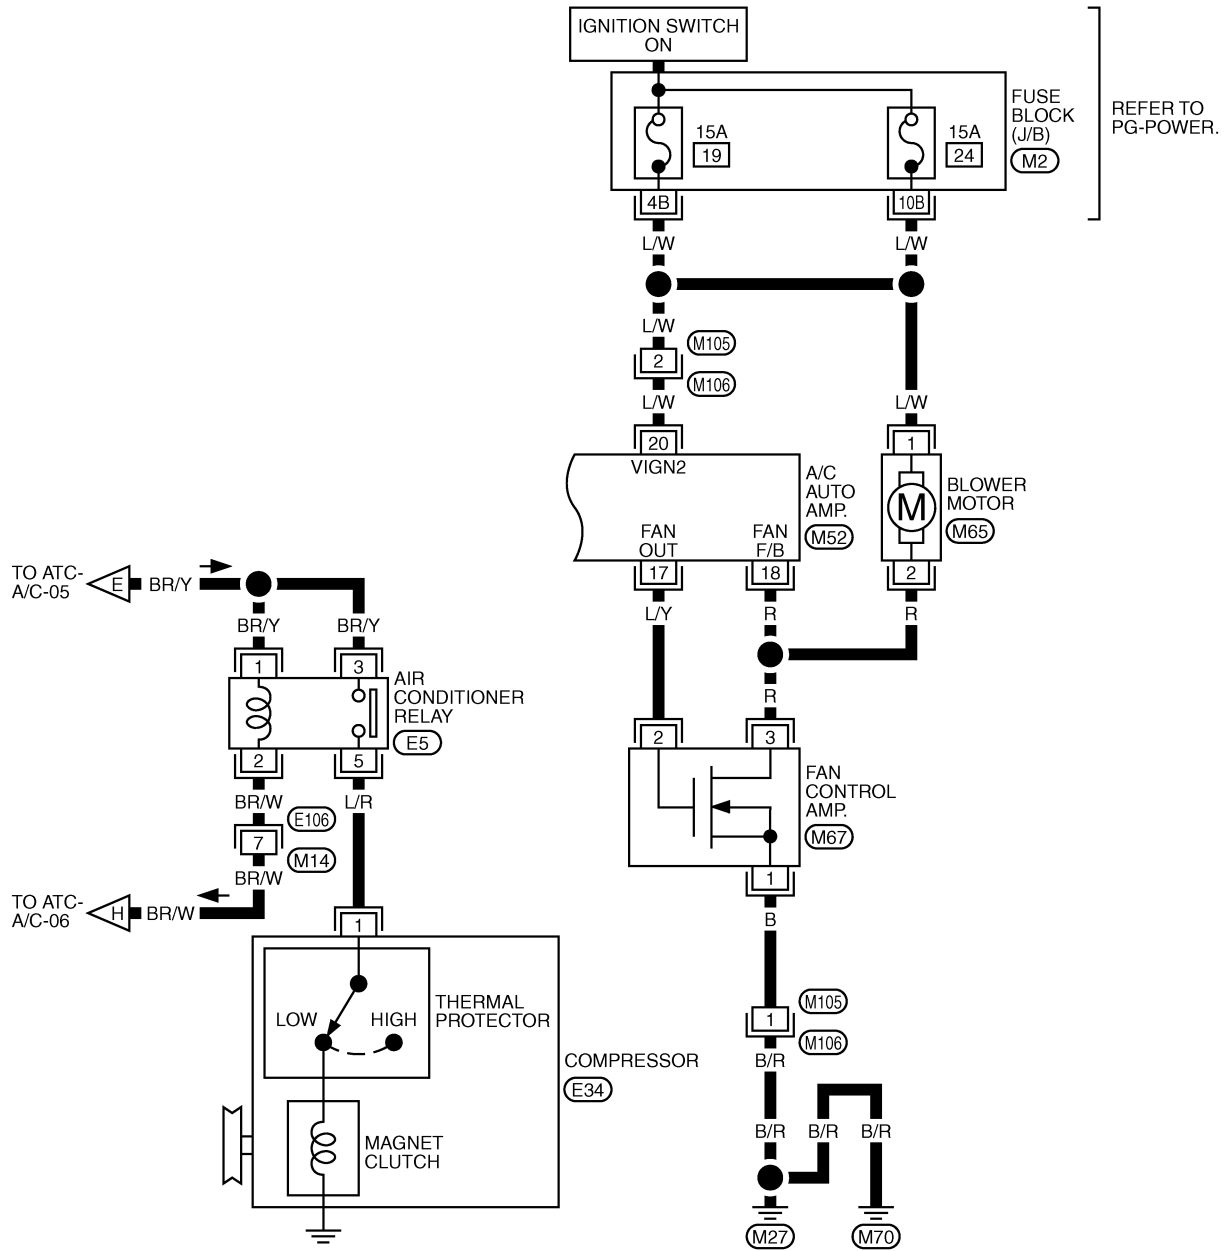 IGNITION SWITCH
ON
FUSE
BLOCK
(J/B)
M2
REFER TO
PG-POWER.
15A
19
15A
24
4B
10B
L/W
L/W
L/W
M105
2
M106
L/W
L/W
20
1
VIGN2
A/C
AUTO
AMP.
M52
M
BLOWER
MOTOR
M65
FAN
OUT
FAN
F/B
17
18
2
TO ATC-
A/C-05
E
BR/Y
L/Y
R
R
BR/Y
BR/Y
1
3
AIR
CONDITIONER
RELAY
E5
R
2
3
2
5
FAN
CONTROL
AMP.
M67
BR/W
L/R
E106
7
M14
BR/W
1
TO ATC-
A/C-06
H
BR/W
1
B
THERMAL
PROTECTOR
LOW
HIGH
M105
1
M106
COMPRESSOR
E34
B/R
B/R
B/R
B/R
MAGNET
CLUTCH
M27
M70